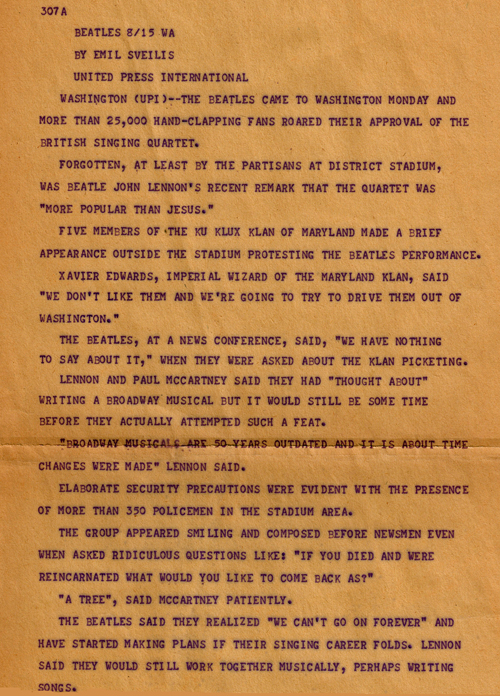 307A
BEATLES 8/15 WA
BY EMIL SVEILIS
UNITED PRESS INTERNATIONAL
WASHINGTON (UPI)--THE BEATLES CAME TO WASHINGTON MONDAY AND
MORE THAN 25,000 HAND-CLAPPING FANS ROARED THEIR APPROVAL OF THE
BRITISH SINGING QUARTET.
FORGOTTEN, AT LEAST BY THE PARTISANS AT DISTRICT STADIUM,
WAS BEATLE JOHN LENNON'S RECENT REMARK THAT THE QUARTET WAS
"MORE POPULAR THAN JESUS."
FIVE MEMBERS OF THE KU KLUX KLAN OF MARYLAND MADE A BRIEF
APPEARANCE OUTSIDE THE STADIUM PROTESTING THE BEATLES PERFORMANCE.
XAVIER EDWARDS, IMPERIAL WIZARD OF THE MARYLAND KLAN, SAID
"WE DON'T LIKE THEM AND WE'RE GOING TO TRY TO DRIVE THEM OUT OF
WASHINGTON."
THE BEATLES, AT A NEWS CONFERENCE, SAID, "WE HAVE NOTHING
TO SAY ABOUT IT," WHEN THEY WERE ASKED ABOUT THE KLAN PICKETING.
LENNON AND PAUL MCCARTNEY SAID THEY HAD "THOUGHT ABOUT"
WRITING A BROADWAY MUSICAL BUT IT WOULD STILL BE SOME TIME
BEFORE THEY ACTUALLY ATTEMPTED SUCH A FEAT.
"BROADWAY MUSICALS ARE 50 YEARS OUTDATED AND IT IS ABOUT TIME
CHANGES WERE MADE" LENNON SAID.
ELABORATE SECURITY PRECAUTIONS WERE EVIDENT WITH THE PRESENCE
OF MORE THAN 350 POLICEMEN IN THE STADIUM AREA.
THE GROUP APPEARED SMILING AND COMPOSED BEFORE NEWSMEN EVEN
WHEN ASKED RIDICULOUS QUESTIONS LIKE: "IF YOU DIED AND WERE
REINCARNATED WHAT WOULD YOU LIKE TO COME BACK AS?"
"A TREE", SAID MCCARTNEY PATIENTLY.
THE BEATLES SAID THEY REALIZED "WE CAN'T GO ON FOREVER" AND
HAVE STARTED MAKING PLANS IF THEIR SINGING CAREER FOLDS. LENNON
SAID THEY WOULD STILL WORK TOGETHER MUSICALLY, PERHAPS WRITING
SONGS.